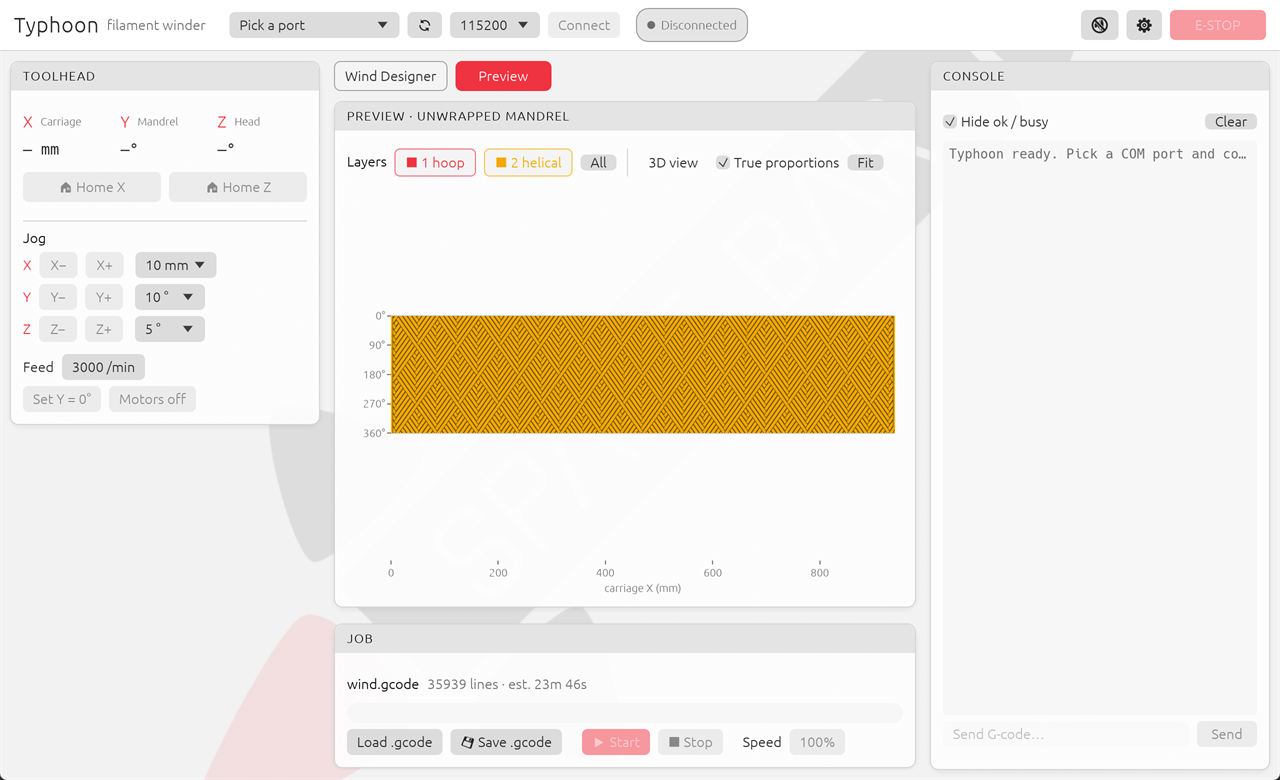 Typhoon filament winder Pick a port 115200 Connect Disconnected E-STOP
TOOLHEAD
X Carriage Y Mandrel Z Head
– mm –° –°
Home X Home Z
Jog
X X− X+ 10 mm
Y Y− Y+ 10 °
Z Z− Z+ 5 °
Feed 3000 /min
Set Y = 0° Motors off
Wind Designer Preview
PREVIEW · UNWRAPPED MANDREL
Layers 1 hoop 2 helical All 3D view True proportions Fit
0°
90°
180°
270°
360°
0 200 400 600 800
carriage X (mm)
JOB
wind.gcode 35939 lines · est. 23m 46s
Load .gcode Save .gcode Start Stop Speed 100%
CONSOLE
Hide ok / busy Clear
Typhoon ready. Pick a COM port and co…
Send G-code… Send